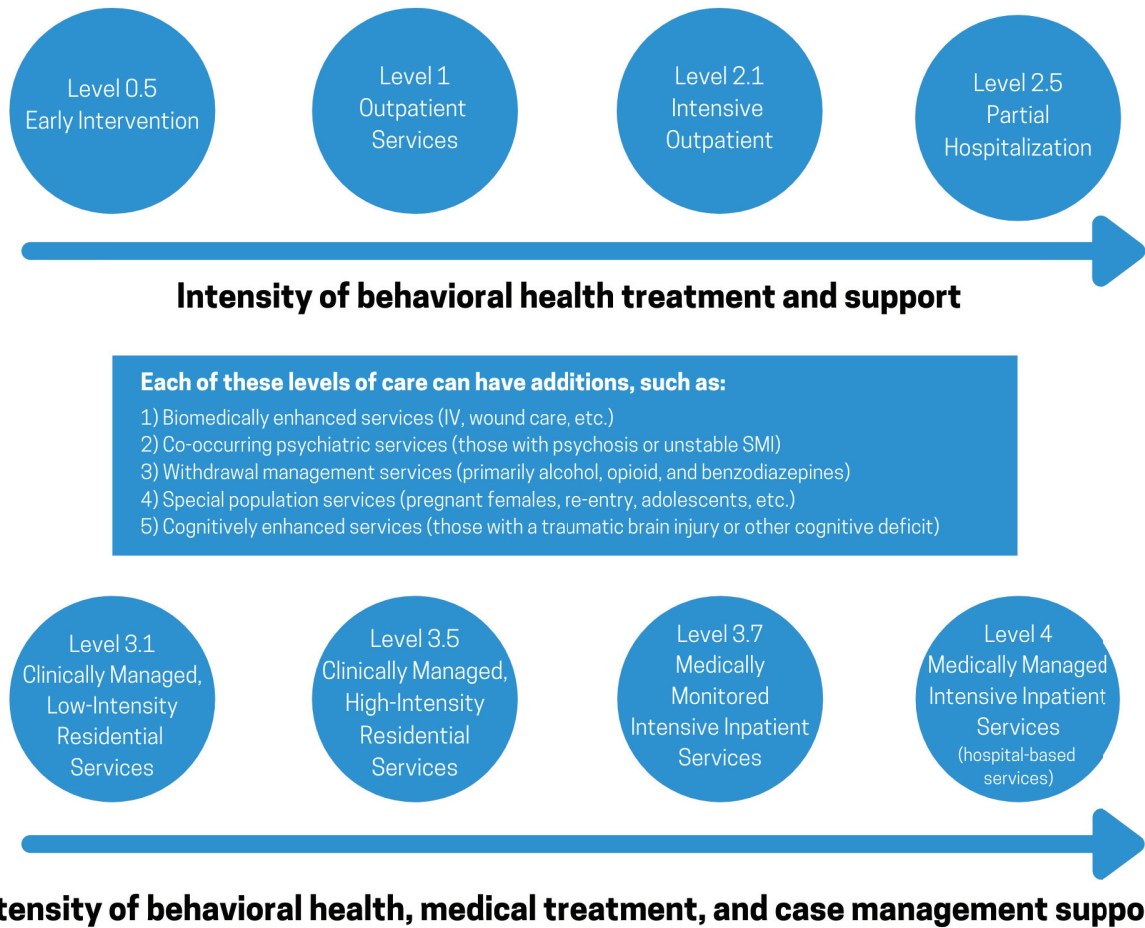 Level 0.5
Early Intervention
Level 1
Outpatient
Services
Level 2.1
Intensive
Outpatient
Level 2.5
Partial
Hospitalization
Intensity of behavioral health treatment and support
Each of these levels of care can have additions, such as:
1) Biomedically enhanced services (IV, wound care, etc.)
2) Co-occurring psychiatric services (those with psychosis or unstable SMI)
3) Withdrawal management services (primarily alcohol, opioid, and benzodiazepines)
4) Special population services (pregnant females, re-entry, adolescents, etc.)
5) Cognitively enhanced services (those with a traumatic brain injury or other cognitive deficit)
Level 3.1
Clinically Managed,
Low-Intensity
Residential
Services
Level 3.5
Clinically Managed,
High-Intensity
Residential
Services
Level 3.7
Medically
Monitored
Intensive Inpatient
Services
Level 4
Medically Managed
Intensive Inpatient
Services
(hospital-based
services)
tensity of behavioral health, medical treatment, and case management suppo